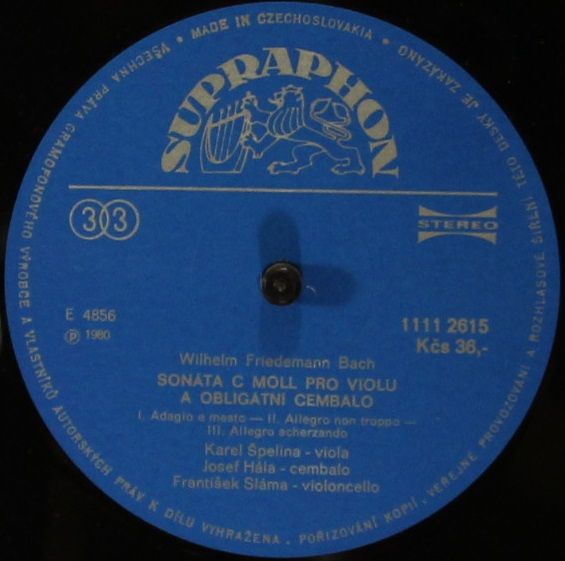 MADE IN CZECHOSLOVAKIA • VŠECHNA PRÁVA GRAMOFONOVÉHO VÝROBCE A VLASTNÍKŮ AUTORSKÝCH PRÁV K DÍLU VYHRAŽENA. POŘIZOVÁNÍ KOPIÍ, VEŘEJNÉ PROVOZOVÁNÍ A ROZHLASOVÉ ŠÍŘENÍ TÉTO DESKY JE ZAKÁZÁNO •
SUPRAPHON
33
STEREO
E 4856
Ⓟ 1980
1111 2615
Kčs 36,-
Wilhelm Friedemann Bach
SONÁTA C MOLL PRO VIOLU
A OBLIGÁTNÍ CEMBALO
I. Adagio e mesto — II. Allegro non troppo —
III. Allegro scherzando
Karel Špelina - viola
Josef Hála - cembalo
František Sláma - violoncello